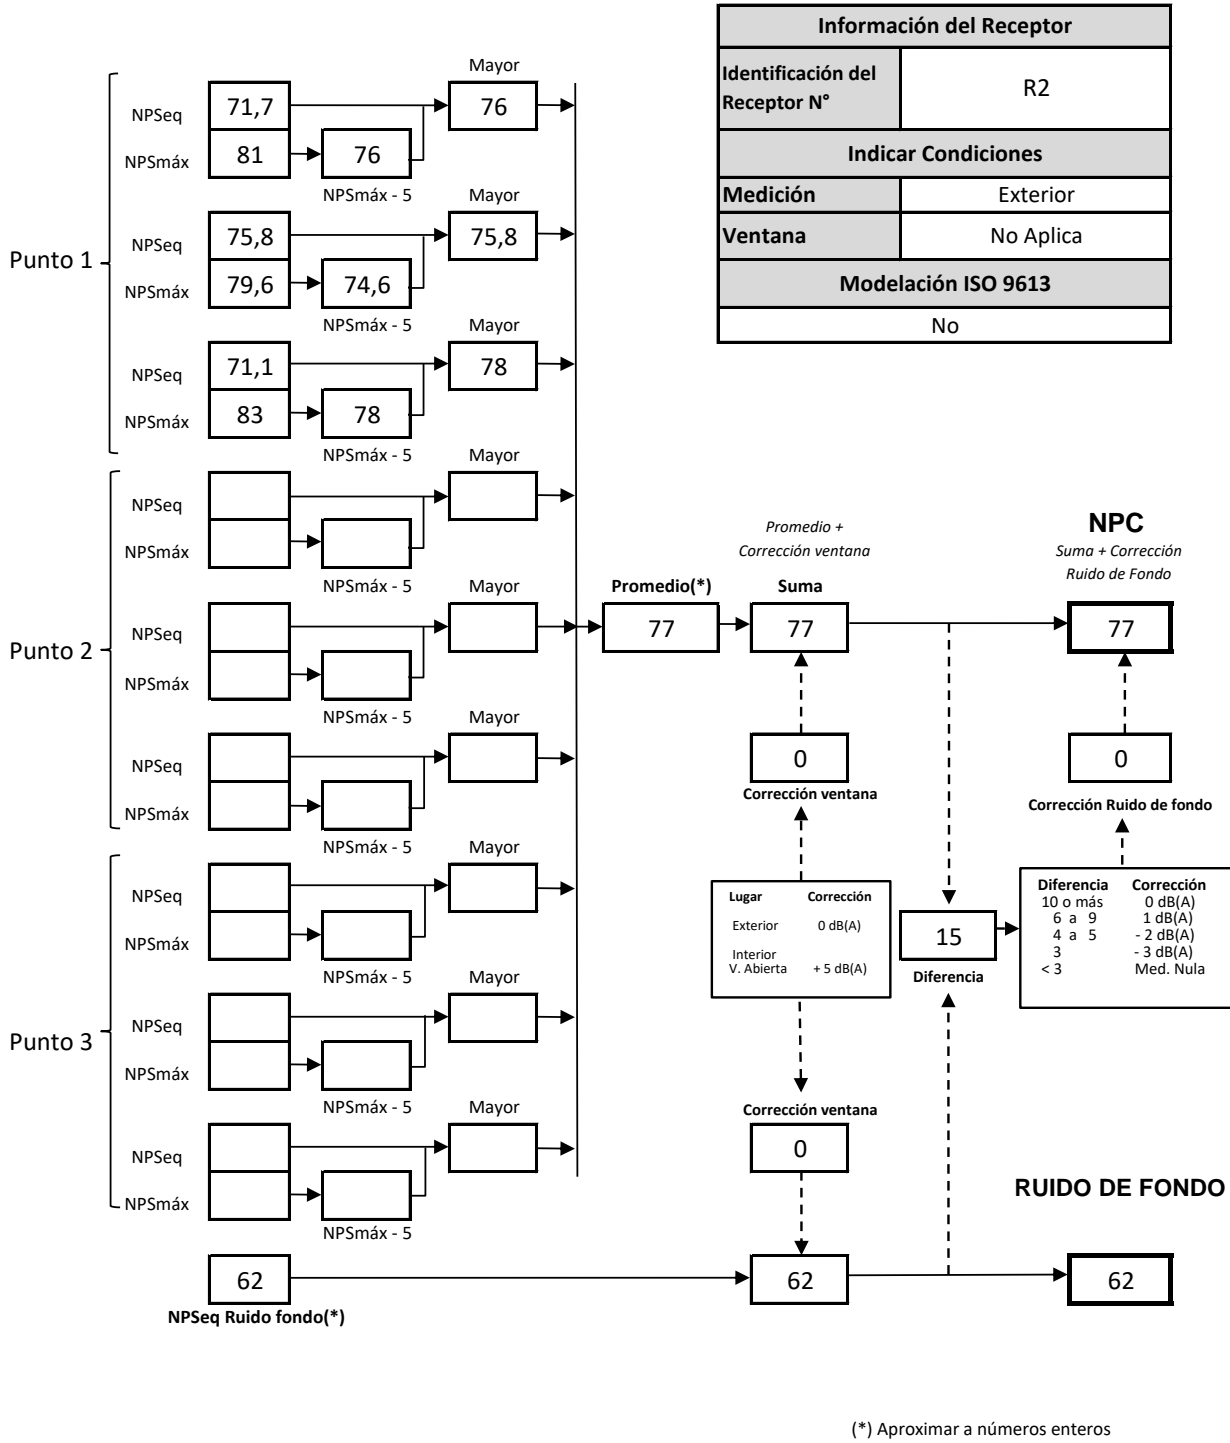 Información del Receptor
Identificación del
Receptor N°
R2
Indicar Condiciones
Medición Exterior
Ventana No Aplica
Modelación ISO 9613
No
Punto 1
Mayor
NPSeq 71,7 76
NPSmáx 81 76
NPSmáx - 5
Mayor
NPSeq 75,8 75,8
NPSmáx 79,6 74,6
NPSmáx - 5
Mayor
NPSeq 71,1 78
NPSmáx 83 78
NPSmáx - 5
Punto 2
Mayor
NPSeq
NPSmáx
NPSmáx - 5
Mayor
NPSeq
NPSmáx
NPSmáx - 5
Mayor
NPSeq
NPSmáx
NPSmáx - 5
Punto 3
Mayor
NPSeq
NPSmáx
NPSmáx - 5
Mayor
NPSeq
NPSmáx
NPSmáx - 5
Mayor
NPSeq
NPSmáx
NPSmáx - 5
Promedio(*)
77
Promedio +
Corrección ventana
Suma
77
NPC
Suma + Corrección
Ruido de Fondo
77
0
Corrección ventana
0
Corrección Ruido de fondo
Lugar Corrección
Exterior 0 dB(A)
Interior
V. Abierta + 5 dB(A)
15
Diferencia
Diferencia Corrección
10 o más 0 dB(A)
6 a 9 1 dB(A)
4 a 5 - 2 dB(A)
3 - 3 dB(A)
< 3 Med. Nula
Corrección ventana
0
RUIDO DE FONDO
62 62 62
NPSeq Ruido fondo(*)
(*) Aproximar a números enteros